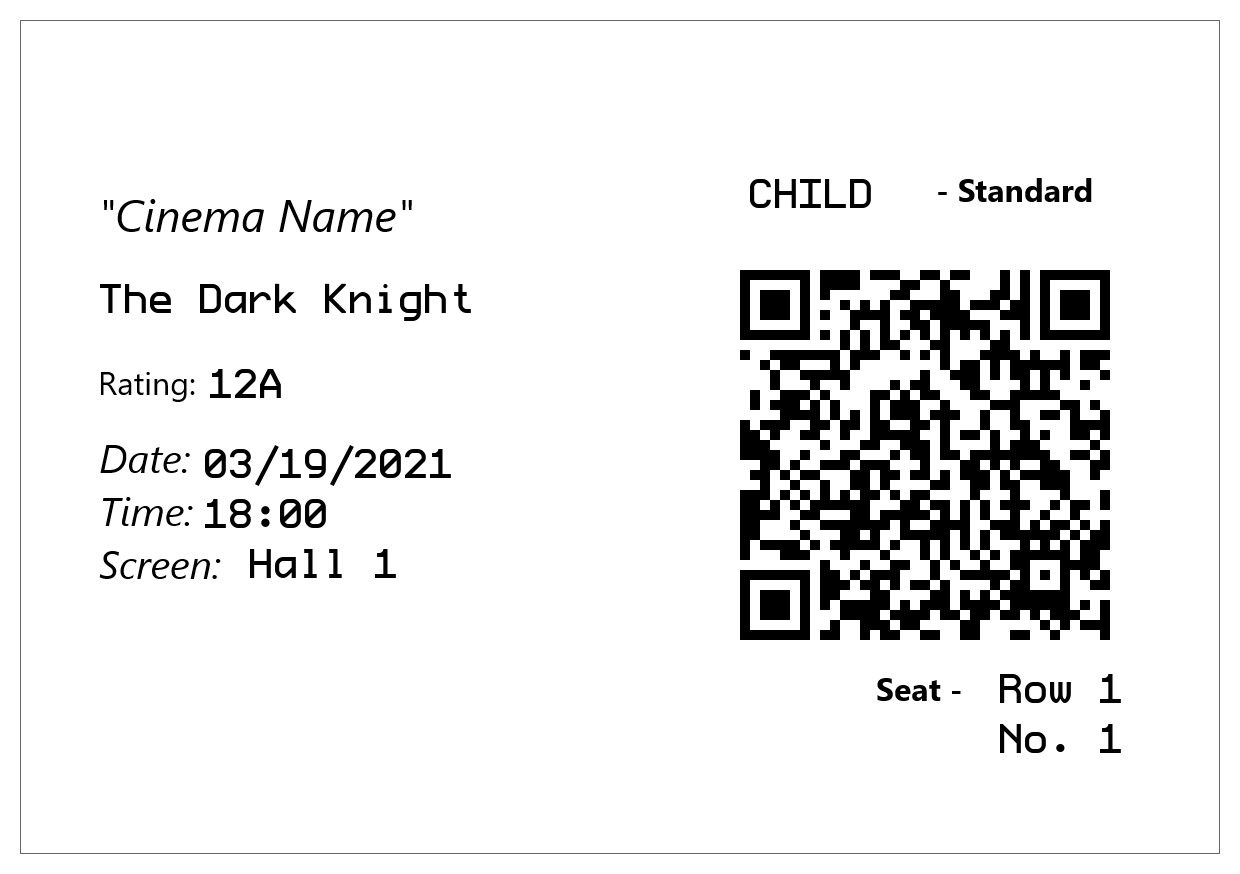 "Cinema Name"
The Dark Knight
Rating: 12A
Date: 03/19/2021
Time: 18:00
Screen: Hall 1
CHILD - Standard
Seat - Row 1
No. 1